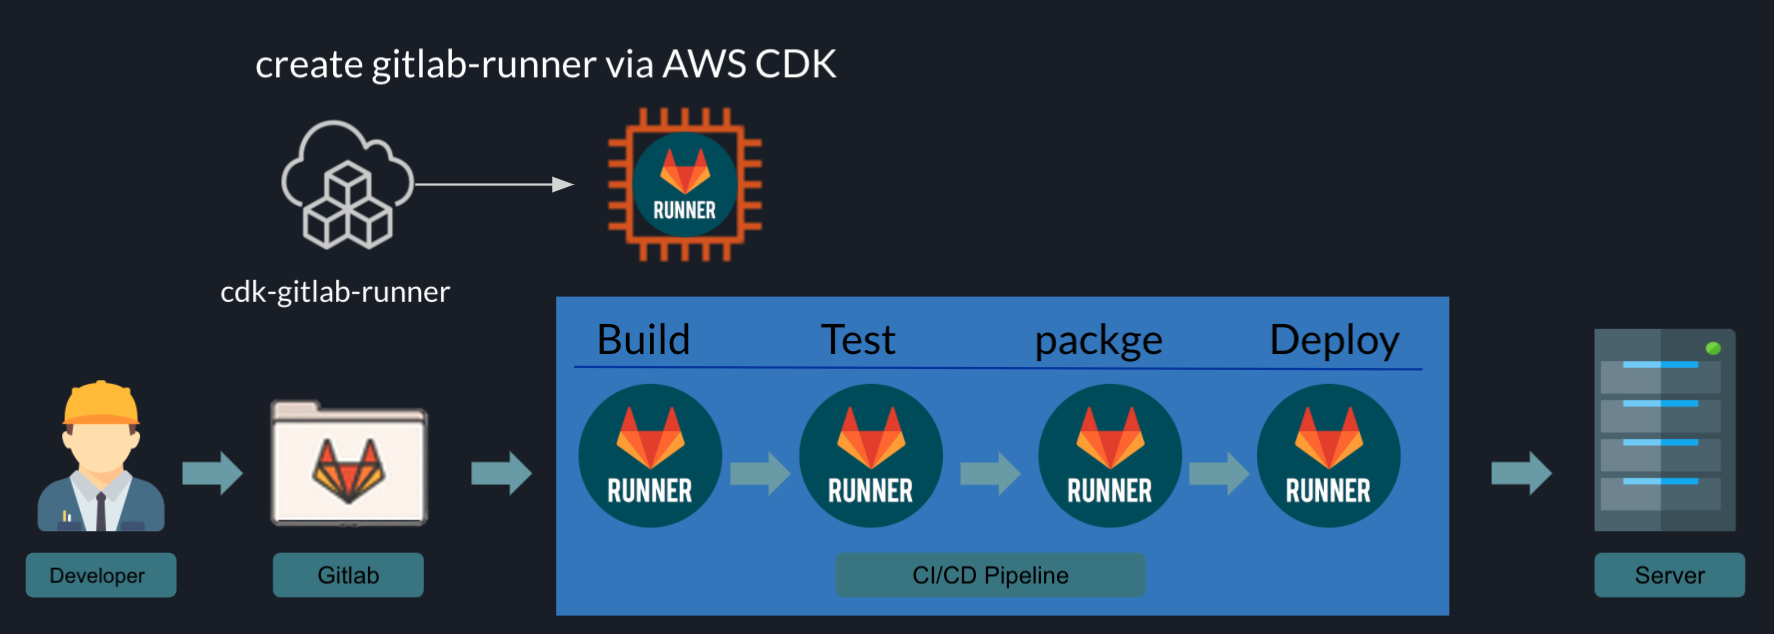 create gitlab-runner via AWS CDK
RUNNER
cdk-gitlab-runner
Build Test packge Deploy
RUNNER RUNNER RUNNER RUNNER
Developer Gitlab CI/CD Pipeline Server